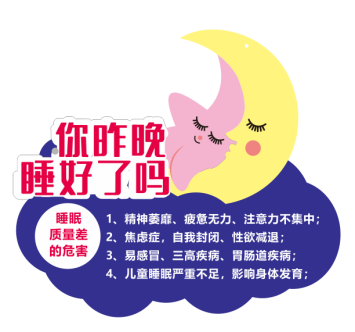 你昨晚
睡好了吗
睡眠
质量差
的危害
1、精神萎靡、疲惫无力、注意力不集中；
2、焦虑症，自我封闭、性欲减退；
3、易感冒、三高疾病、胃肠道疾病；
4、儿童睡眠严重不足，影响身体发育；